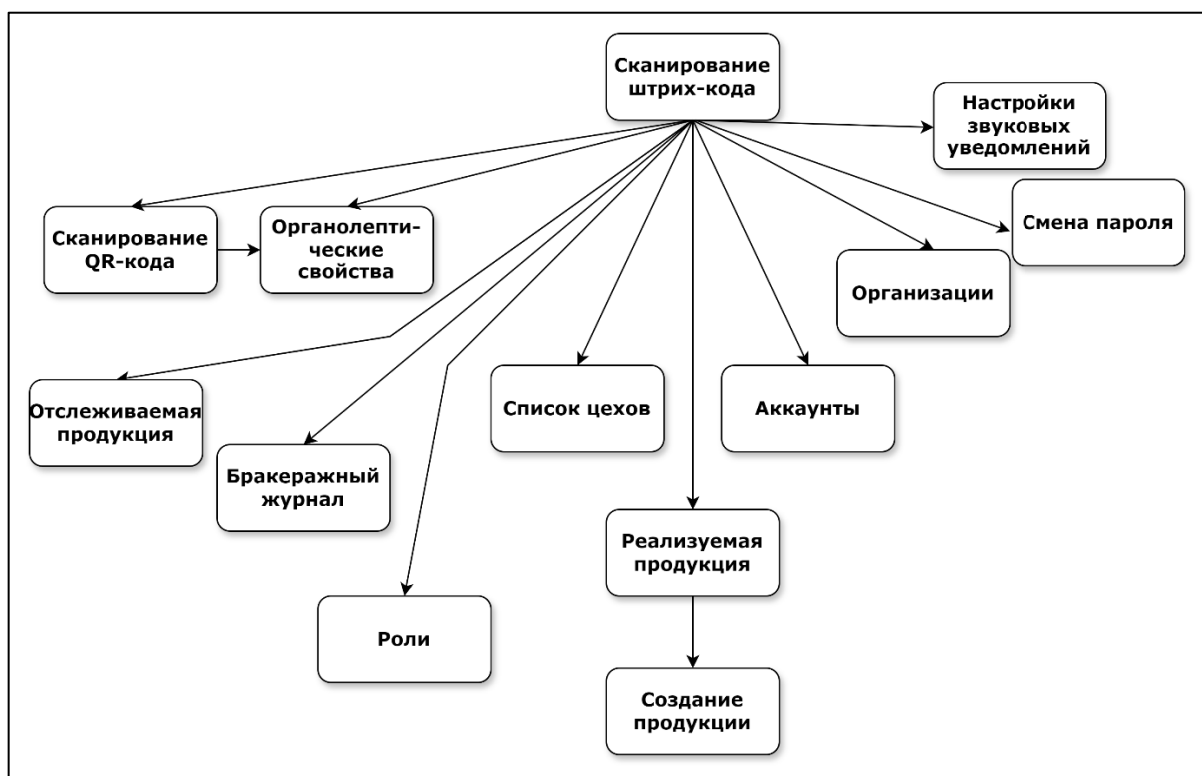 Сканирование
штрих-кода
Настройки
звуковых
уведомлений
Смена пароля
Сканирование
QR-кода
Органолепти-
ческие
свойства
Организации
Отслеживаемая
продукция
Список цехов
Аккаунты
Бракеражный
журнал
Реализуемая
продукция
Роли
Создание
продукции